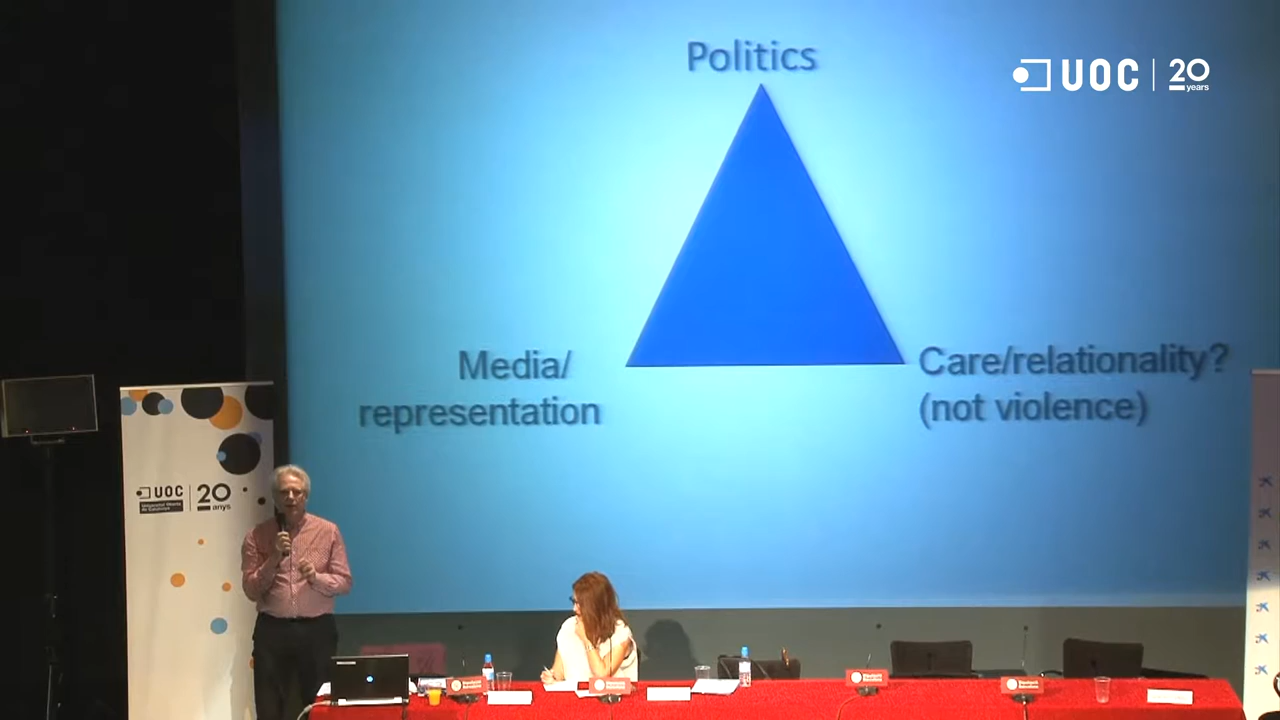 Politics
UOC
20
years
Media/
representation
Care/relationality?
(not violence)
UOC
20
anys